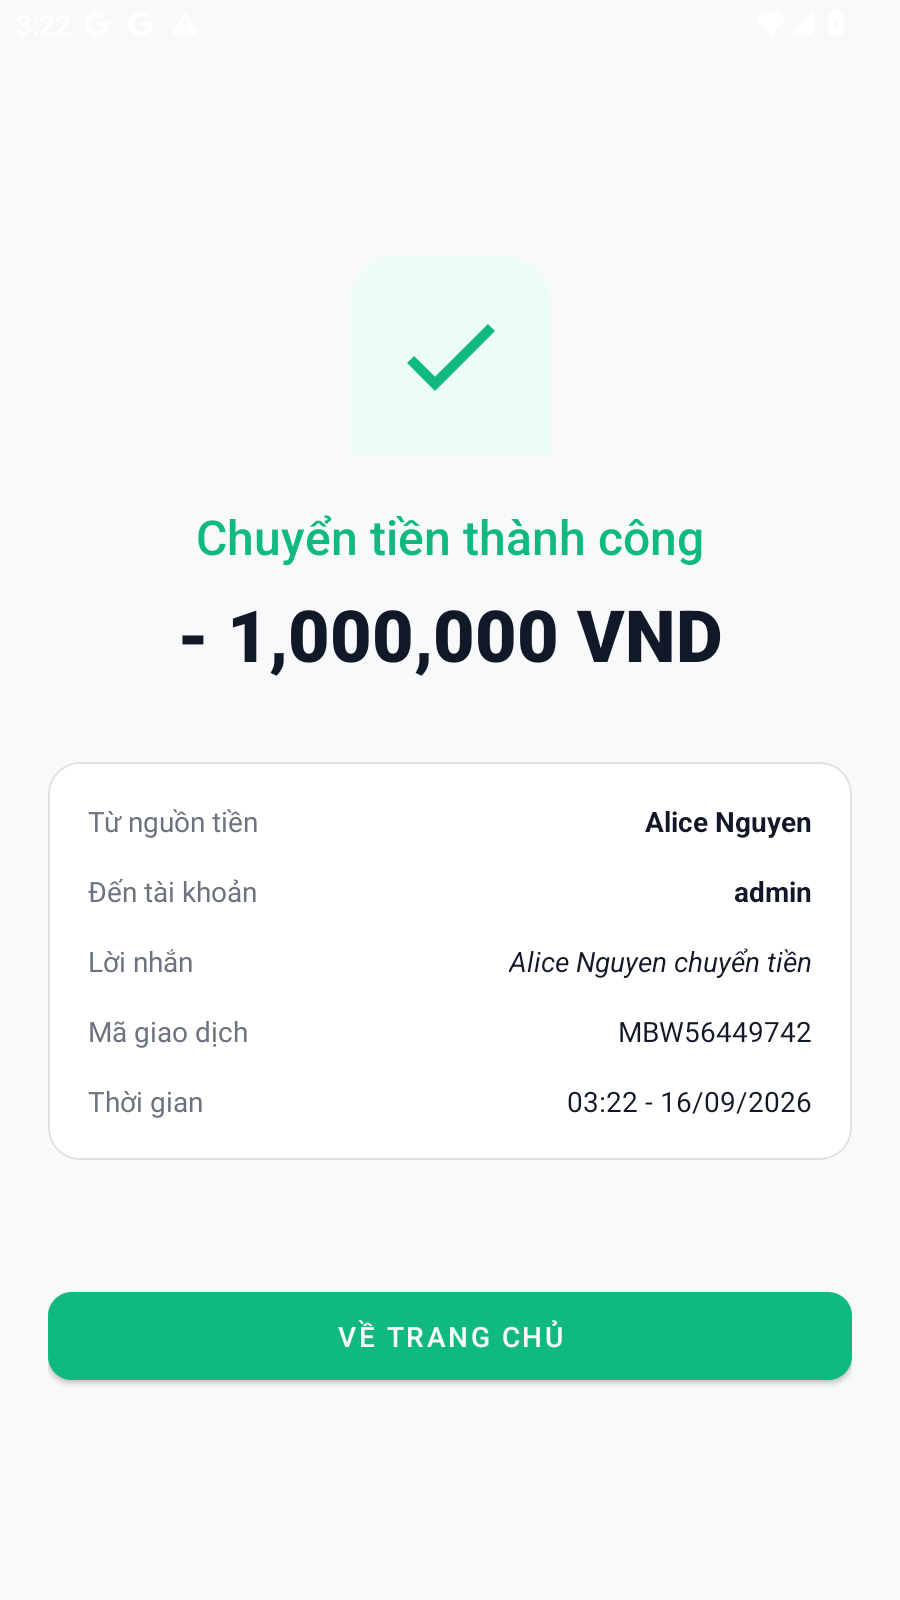 3:22
Chuyển tiền thành công
- 1,000,000 VND
Từ nguồn tiền Alice Nguyen
Đến tài khoản admin
Lời nhắn Alice Nguyen chuyển tiền
Mã giao dịch MBW56449742
Thời gian 03:22 - 16/09/2026
VỀ TRANG CHỦ